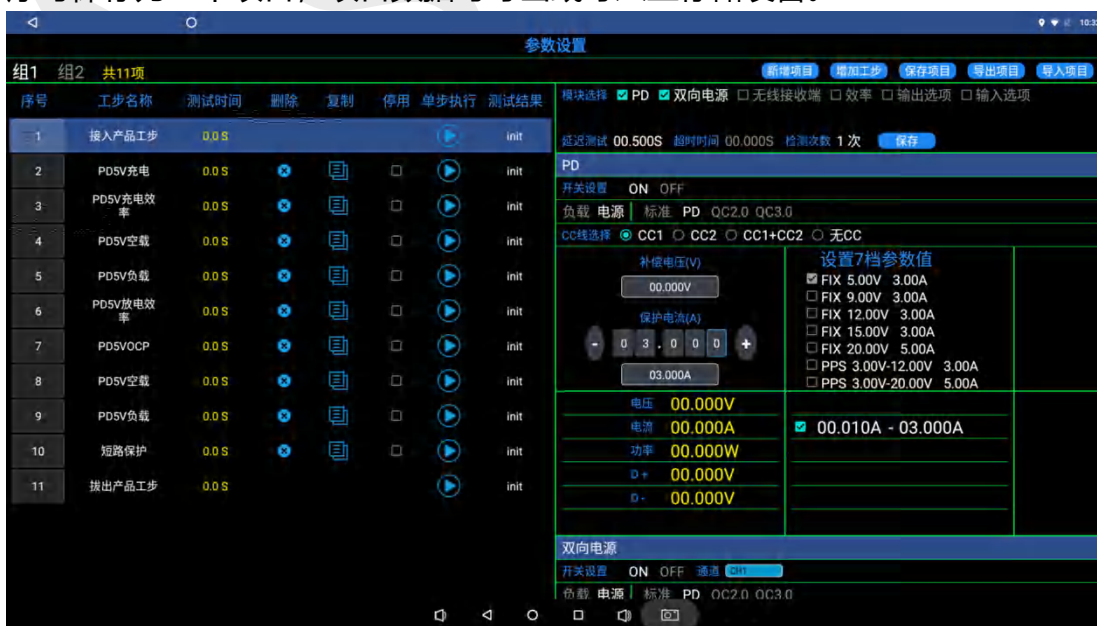 10:3
参数设置
组1 组2 共11项 新增项目 增加工步 保存项目 导出项目 导入项目
序号 工步名称 测试时间 删除 复制 停用 单步执行 测试结果
1 接入产品工步 0.0 S init
2 PD5V充电 0.0 S init
3 PD5V充电效率 0.0 S init
4 PD5V空载 0.0 S init
5 PD5V负载 0.0 S init
6 PD5V放电效率 0.0 S init
7 PD5VOCP 0.0 S init
8 PD5V空载 0.0 S init
9 PD5V负载 0.0 S init
10 短路保护 0.0 S init
11 拔出产品工步 0.0 S init
模块选择 PD 双向电源 无线接收端 效率 输出选项 输入选项
延迟测试 00.500S 超时时间 00.000S 检测次数 1 次 保存
PD
开关设置 ON OFF
负载 电源 标准 PD QC2.0 QC3.0
CC线选择 CC1 CC2 CC1+CC2 无CC
补偿电压(V)
00.000V
保护电流(A)
- 0 3 . 0 0 0 +
03.000A
设置7档参数值
FIX 5.00V 3.00A
FIX 9.00V 3.00A
FIX 12.00V 3.00A
FIX 15.00V 3.00A
FIX 20.00V 5.00A
PPS 3.00V-12.00V 3.00A
PPS 3.00V-20.00V 5.00A
电压 00.000V
电流 00.000A 00.010A - 03.000A
功率 00.000W
D+ 00.000V
D- 00.000V
双向电源
开关设置 ON OFF 通道 CH1
负载 电源 标准 PD QC2.0 QC3.0